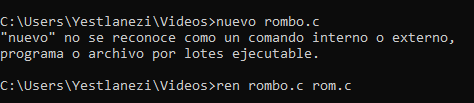 C:\Users\Yestlanezi\Videos>nuevo rombo.c
"nuevo" no se reconoce como un comando interno o externo,
programa o archivo por lotes ejecutable.
C:\Users\Yestlanezi\Videos>ren rombo.c rom.c